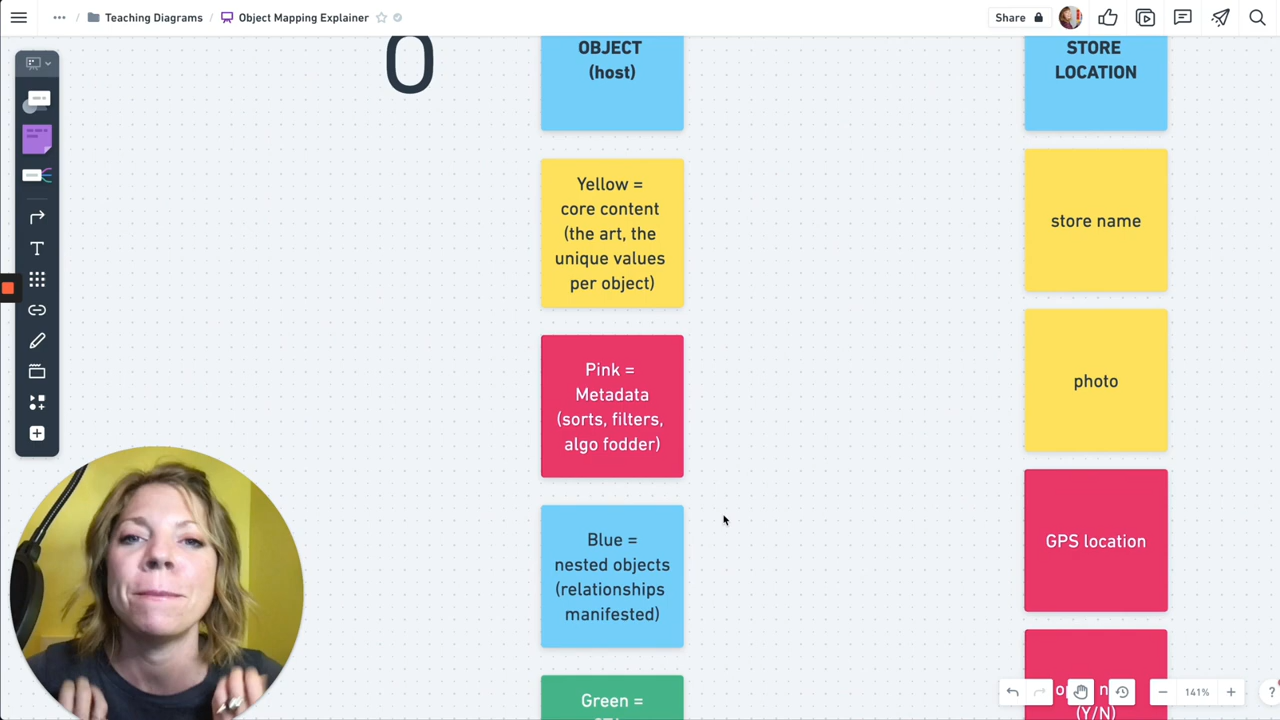 Teaching Diagrams
Object Mapping Explainer
Share
O
OBJECT
(host)
STORE
LOCATION
Yellow =
core content
(the art, the
unique values
per object)
store name
Pink =
Metadata
(sorts, filters,
algo fodder)
photo
Blue =
nested objects
(relationships
manifested)
GPS location
Green =
(Y/N)
141%
?